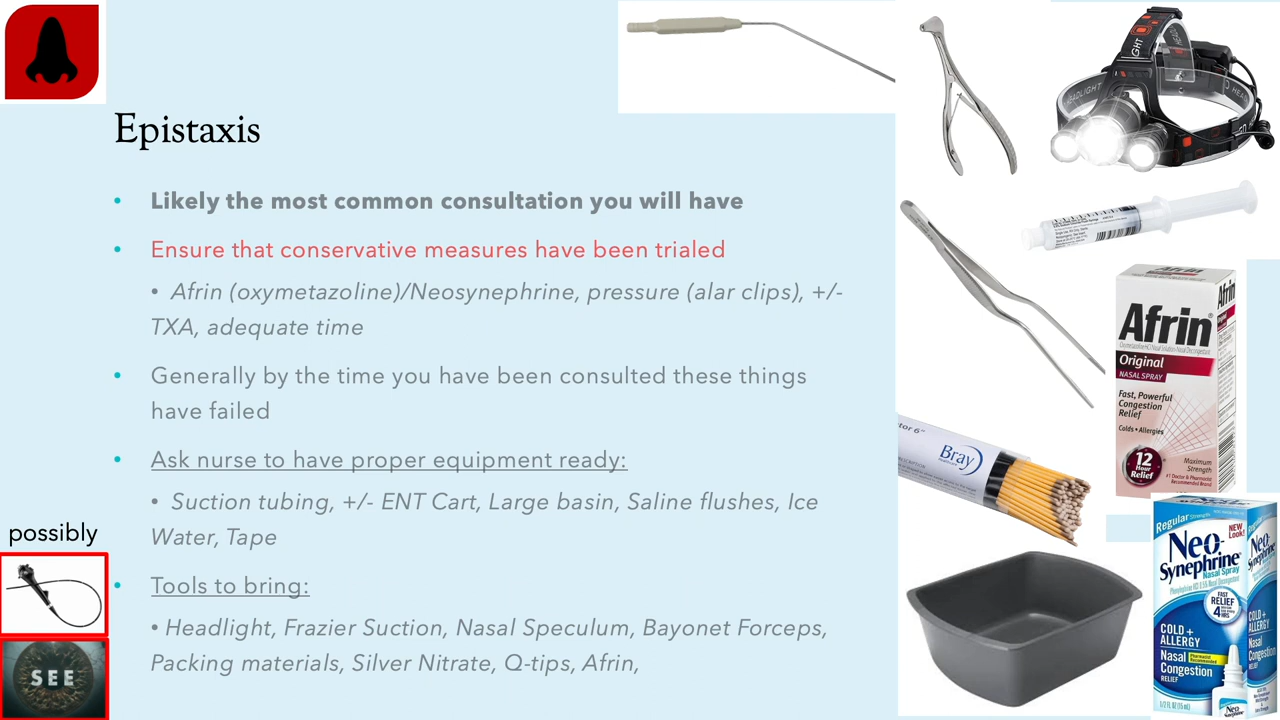 Epistaxis
• Likely the most common consultation you will have
• Ensure that conservative measures have been trialed
• Afrin (oxymetazoline)/Neosynephrine, pressure (alar clips), +/-
TXA, adequate time
• Generally by the time you have been consulted these things
have failed
• Ask nurse to have proper equipment ready:
• Suction tubing, +/- ENT Cart, Large basin, Saline flushes, Ice
Water, Tape
• Tools to bring:
• Headlight, Frazier Suction, Nasal Speculum, Bayonet Forceps,
Packing materials, Silver Nitrate, Q-tips, Afrin,
possibly
SEE
Afrin
Original
NASAL SPRAY
Fast, Powerful
Congestion
Relief
Colds • Allergies
12
Hour
Relief
Maximum
Strength
Bray
Regular Strength
NEW
Look!
Neo-
Synephrine
Nasal Spray
FAST
RELIEF
4
HRS
COLD +
ALLERGY
Nasal
Congestion
RELIEF